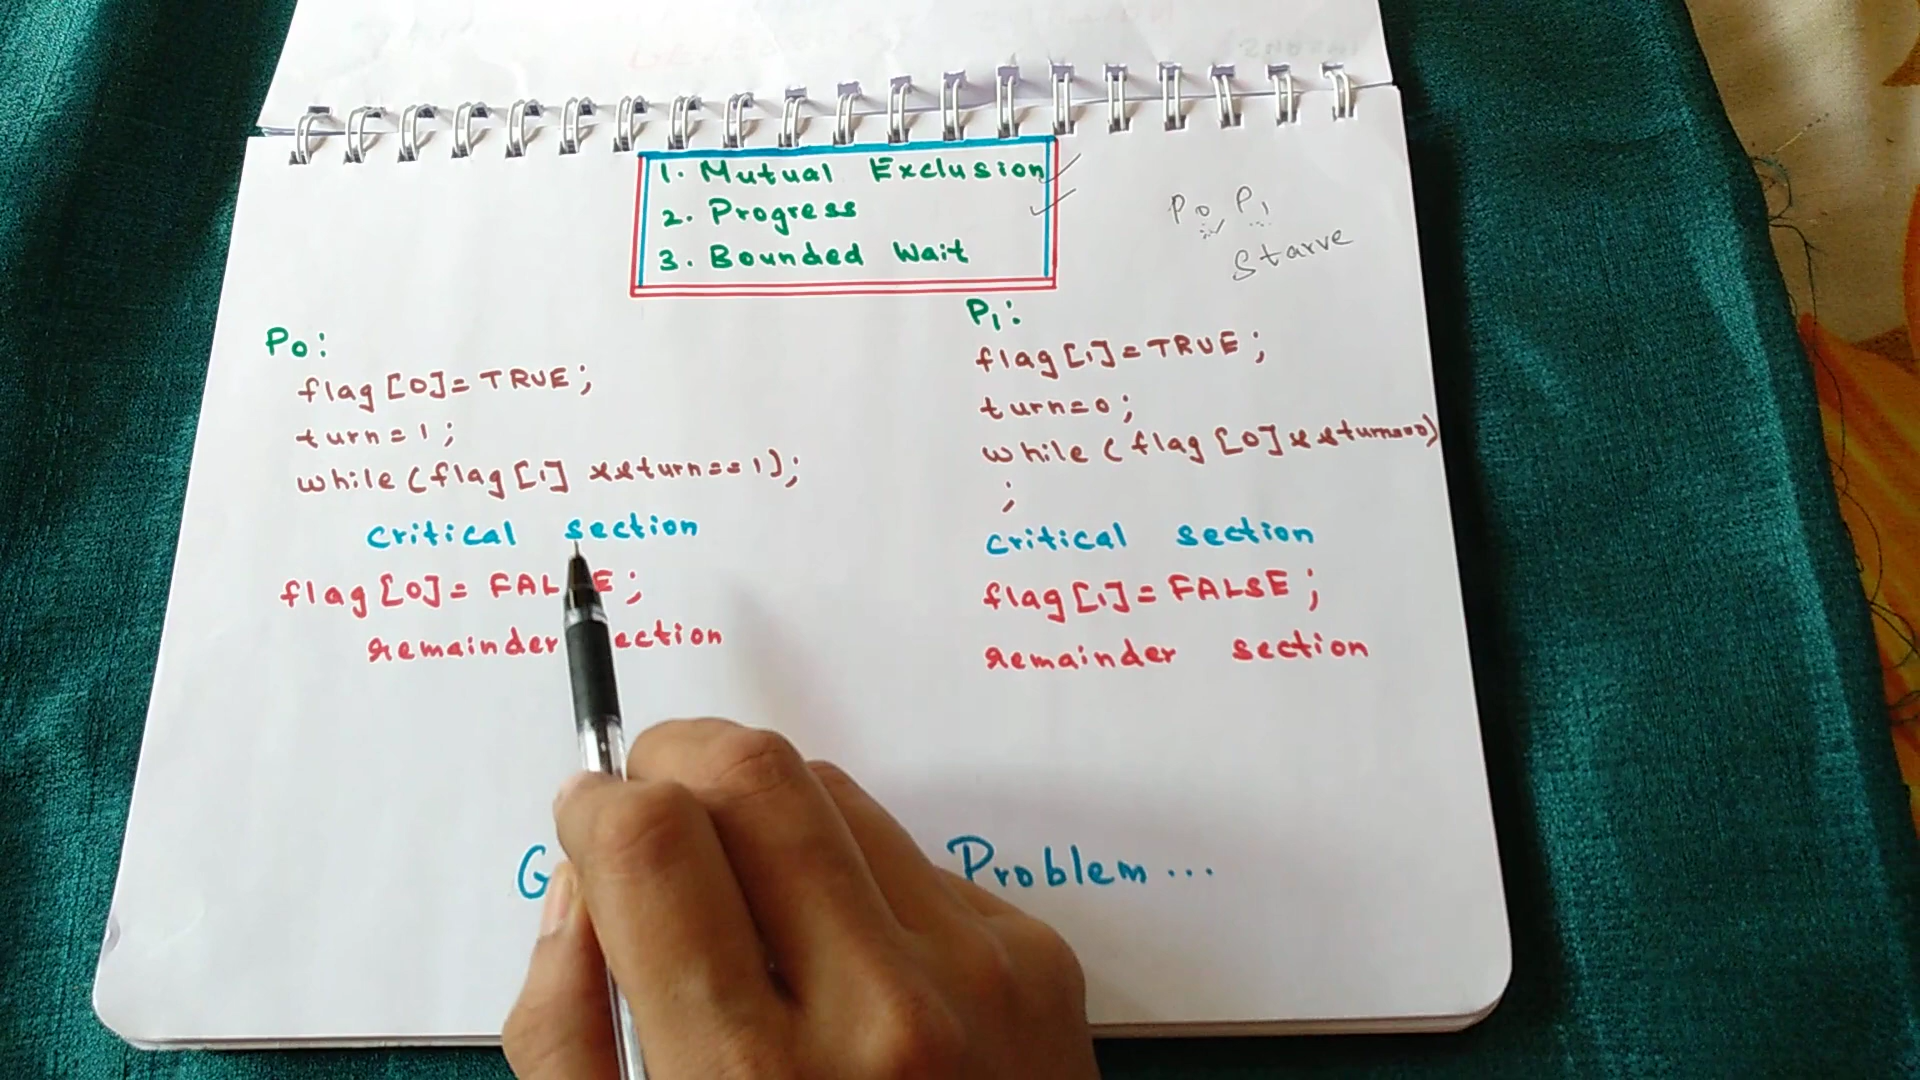 1. Mutual Exclusion
2. Progress
3. Bounded Wait
P0, P1
Starve
P0:
flag[0]=TRUE;
turn=1;
while(flag[1] &&turn==1);
critical section
flag[0]=FALSE;
remainder section
P1:
flag[1]=TRUE;
turn=0;
while(flag[0]&&turn==0)
;
critical section
flag[1]=FALSE;
remainder section
Problem...